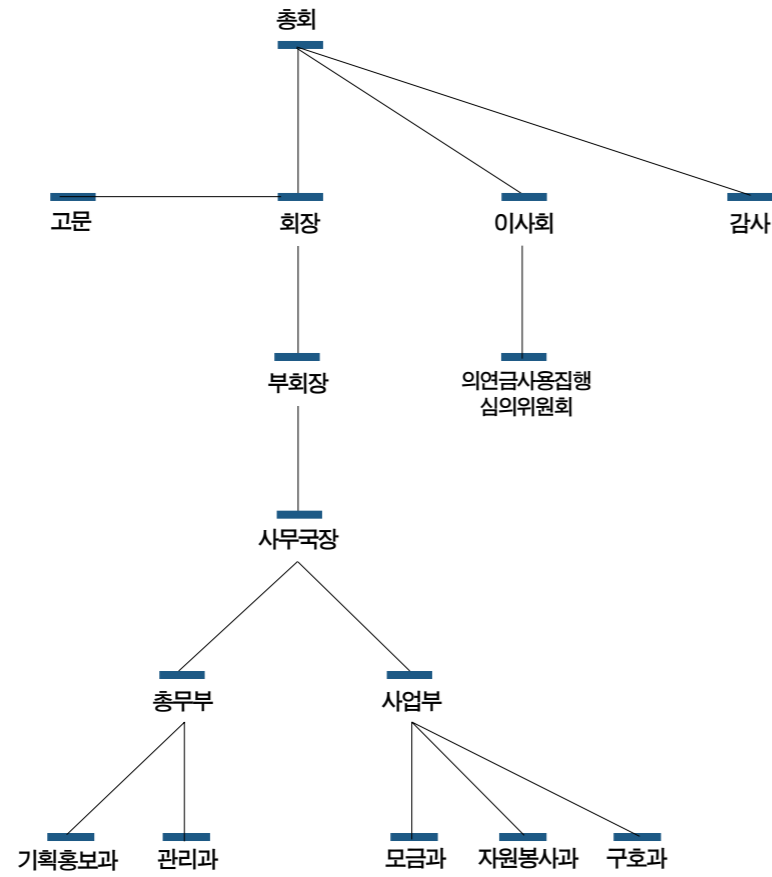 총회
고문
회장
이사회
감사
부회장
의연금사용집행
심의위원회
사무국장
총무부
사업부
기획홍보과
관리과
모금과
자원봉사과
구호과